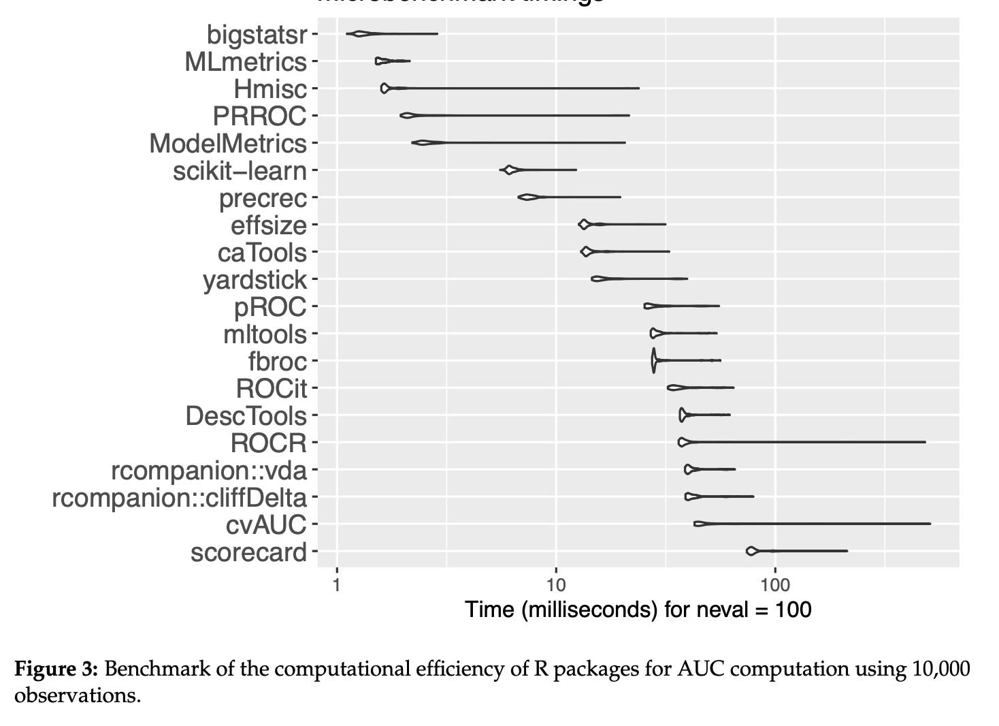 microbenchmark timings
bigstatsr
MLmetrics
Hmisc
PRROC
ModelMetrics
scikit−learn
precrec
effsize
caTools
yardstick
pROC
mltools
fbroc
ROCit
DescTools
ROCR
rcompanion::vda
rcompanion::cliffDelta
cvAUC
scorecard
1 10 100
Time (milliseconds) for neval = 100
Figure 3: Benchmark of the computational efficiency of R packages for AUC computation using 10,000
observations.